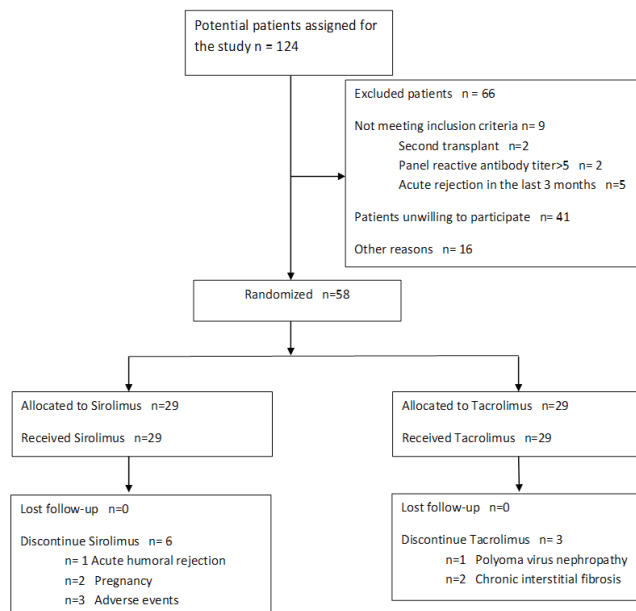 Potential patients assigned for
the study n = 124
Excluded patients n = 66
Not meeting inclusion criteria n= 9
Second transplant n=2
Panel reactive antibody titer>5 n= 2
Acute rejection in the last 3 months n=5
Patients unwilling to participate n= 41
Other reasons n= 16
Randomized n=58
Allocated to Sirolimus n=29
Received Sirolimus n=29
Allocated to Tacrolimus n=29
Received Tacrolimus n=29
Lost follow-up n=0
Discontinue Sirolimus n= 6
n= 1 Acute humoral rejection
n=2 Pregnancy
n=3 Adverse events
Lost follow-up n=0
Discontinue Tacrolimus n= 3
n=1 Polyoma virus nephropathy
n=2 Chronic interstitial fibrosis